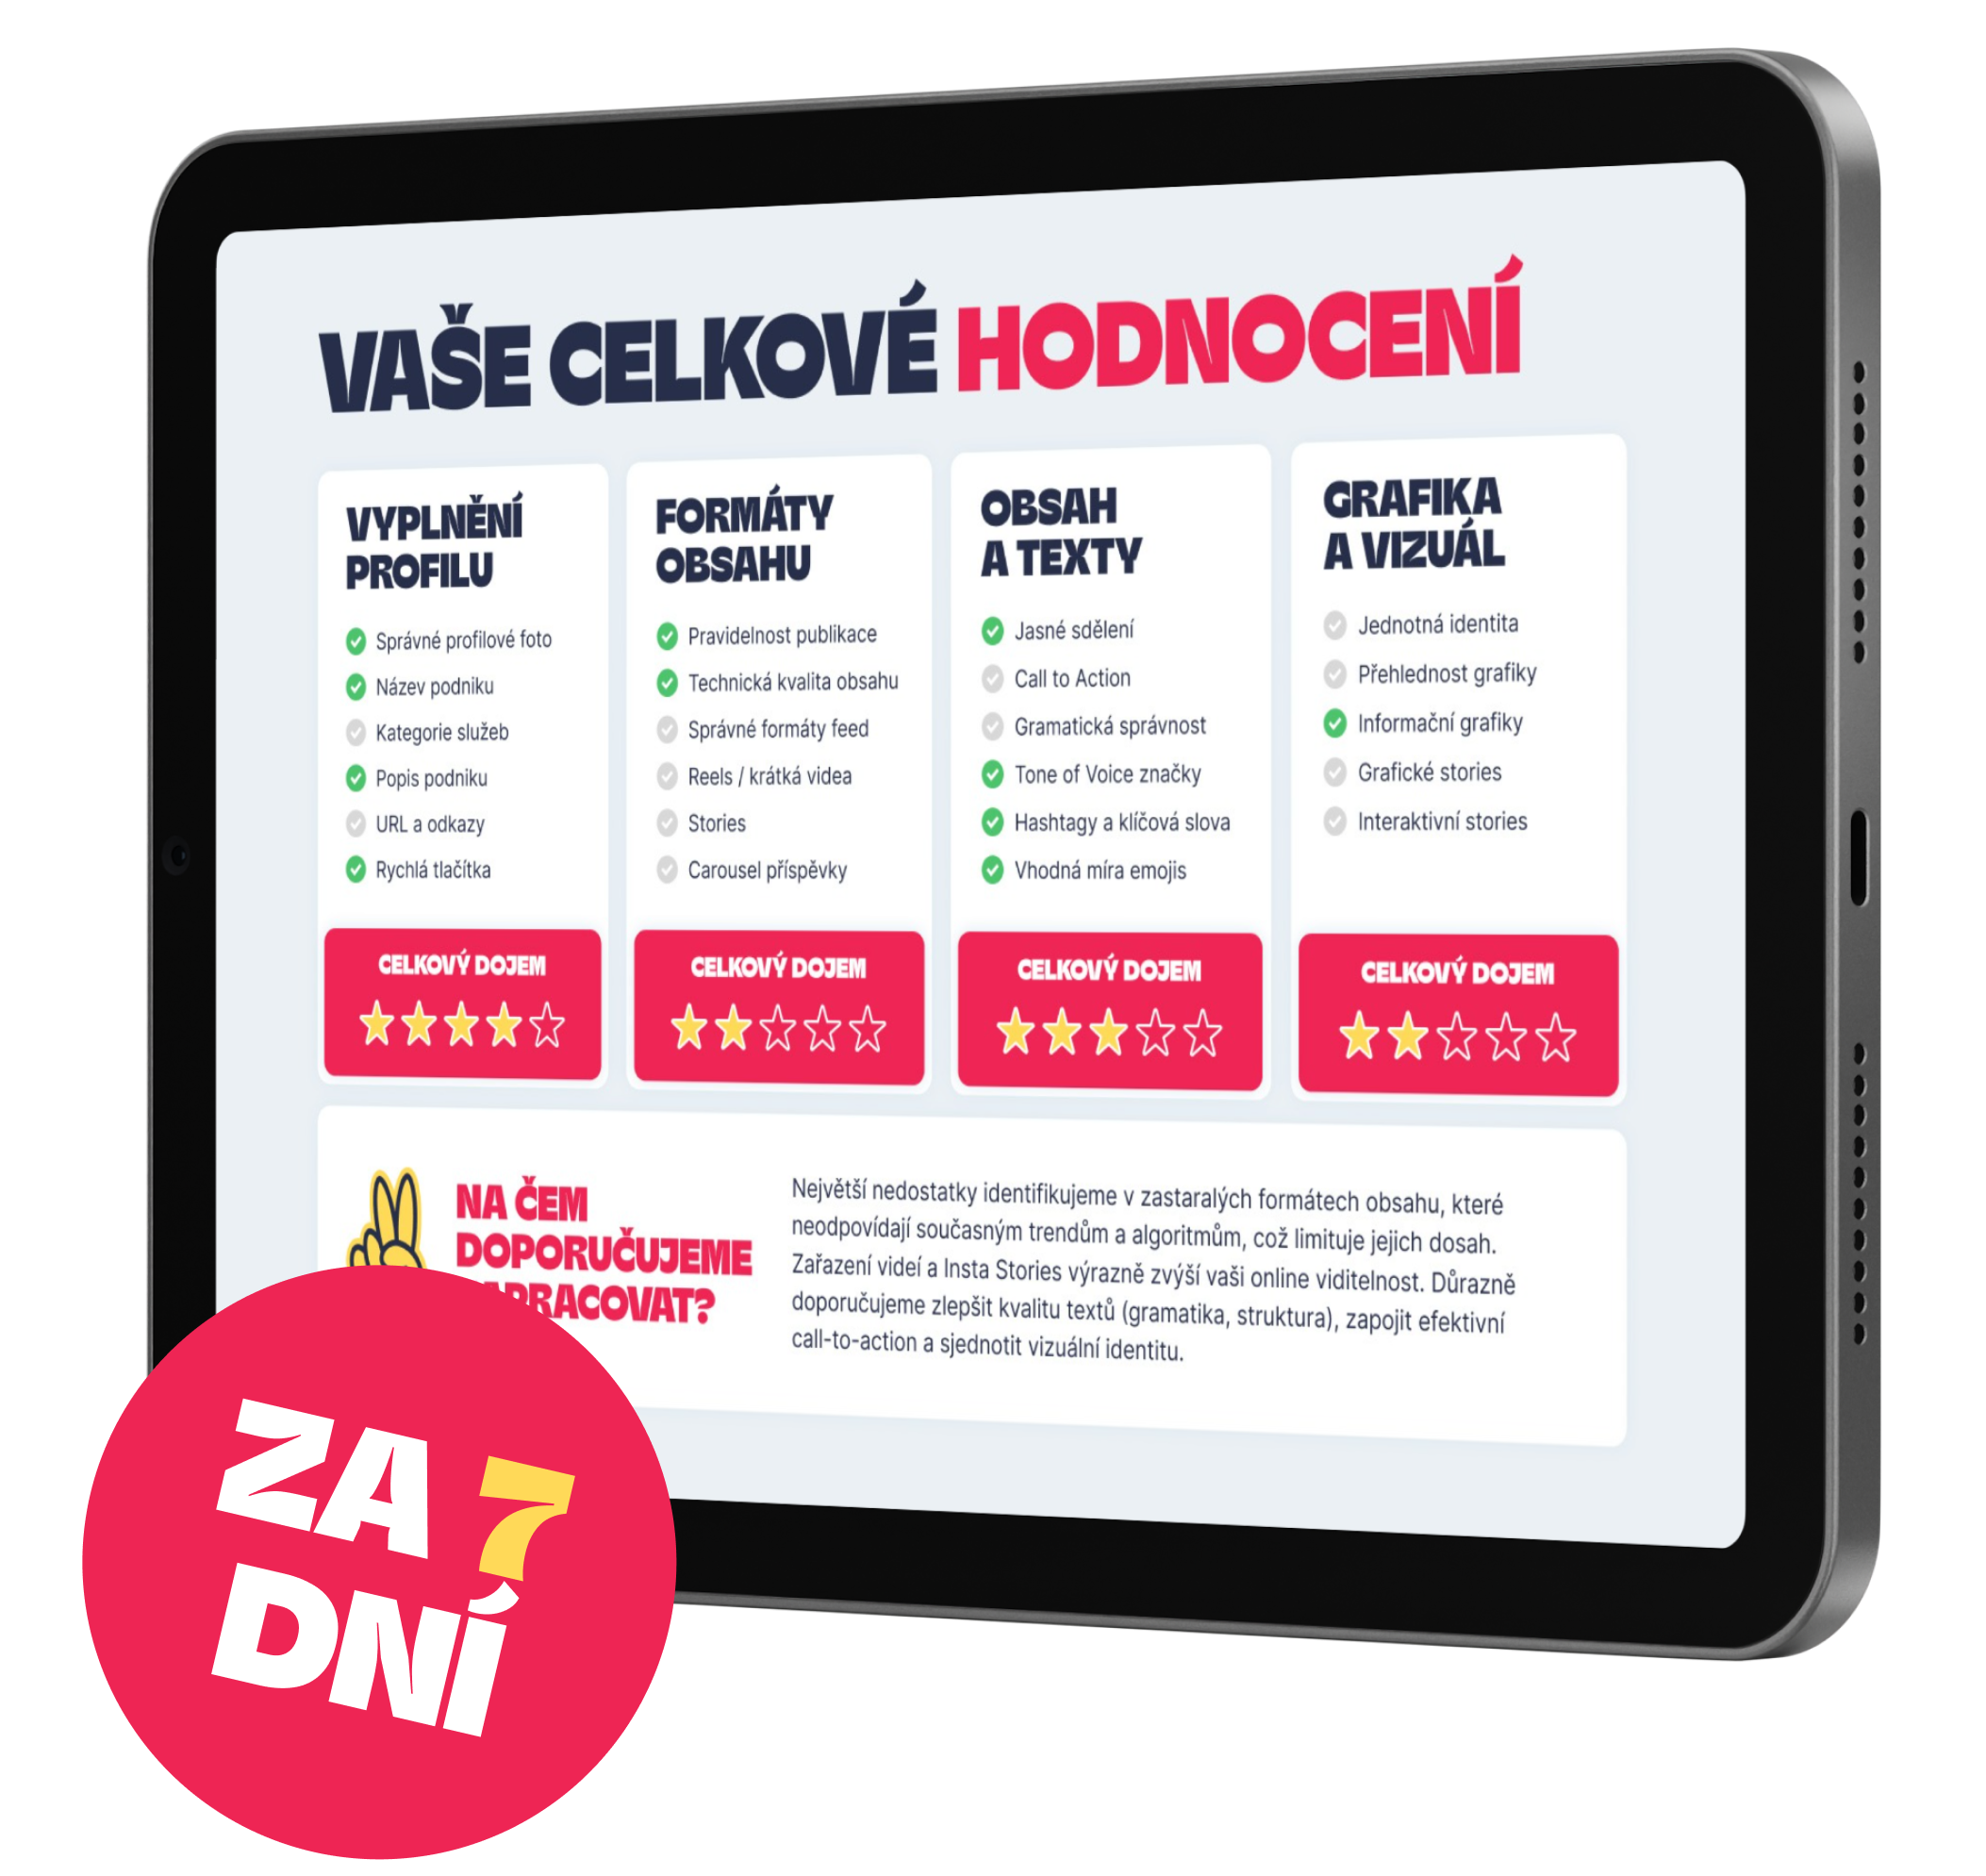 VAŠE CELKOVÉ HODNOCENÍ
VYPLNĚNÍ
PROFILU
Správné profilové foto
Název podniku
Kategorie služeb
Popis podniku
URL a odkazy
Rychlá tlačítka
CELKOVÝ DOJEM
FORMÁTY
OBSAHU
Pravidelnost publikace
Technická kvalita obsahu
Správné formáty feed
Reels / krátká videa
Stories
Carousel příspěvky
CELKOVÝ DOJEM
OBSAH
A TEXTY
Jasné sdělení
Call to Action
Gramatická správnost
Tone of Voice značky
Hashtagy a klíčová slova
Vhodná míra emojis
CELKOVÝ DOJEM
GRAFIKA
A VIZUÁL
Jednotná identita
Přehlednost grafiky
Informační grafiky
Grafické stories
Interaktivní stories
CELKOVÝ DOJEM
NA ČEM
DOPORUČUJEME
Největší nedostatky identifikujeme v zastaralých formátech obsahu, které
neodpovídají současným trendům a algoritmům, což limituje jejich dosah.
Zařazení videí a Insta Stories výrazně zvýší vaši online viditelnost. Důrazně
doporučujeme zlepšit kvalitu textů (gramatika, struktura), zapojit efektivní
call-to-action a sjednotit vizuální identitu.
ZA 7
DNÍ